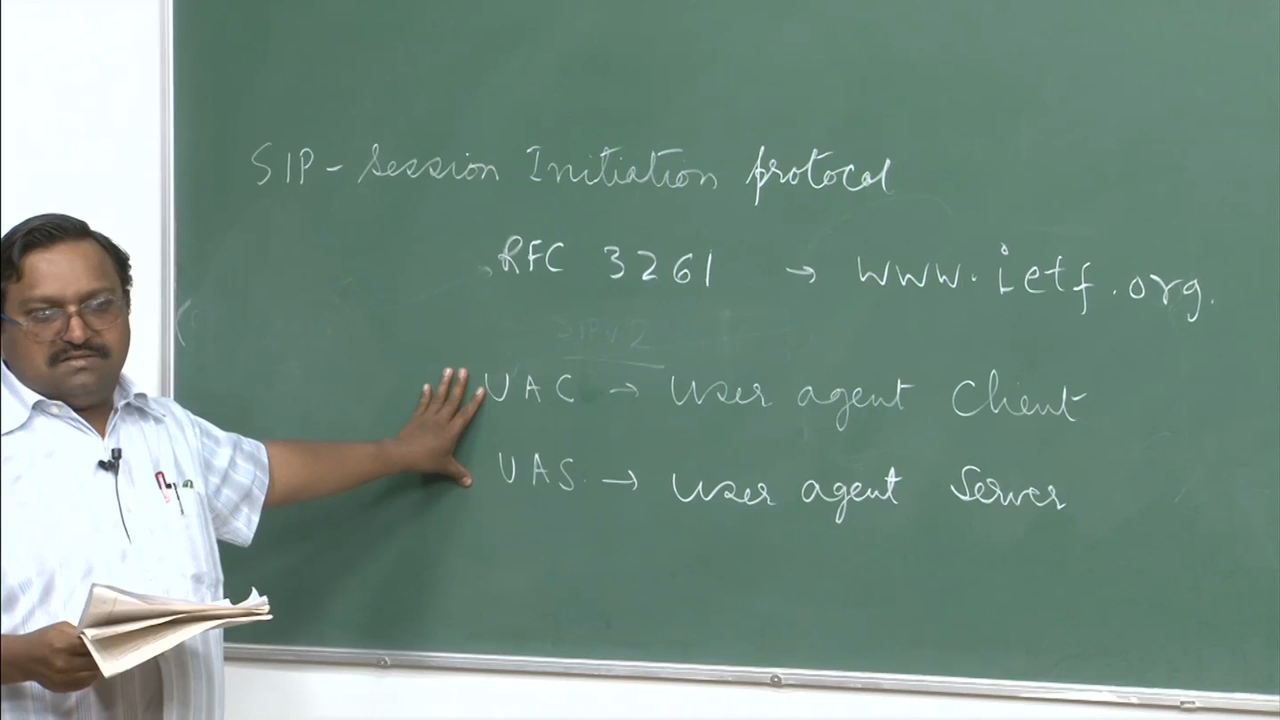 SIP - Session Initiation protocol
RFC 3261 → www.ietf.org.
UAC → User agent Client
UAS. → User agent Server